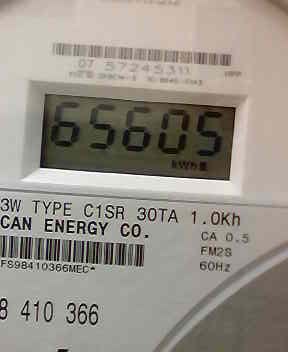 07 57245311
65605
kWh
3W TYPE C1SR 30TA 1.0Kh
CAN ENERGY CO.
CA 0.5
FM2S
FS98410366MEC*
60Hz
8 410 366